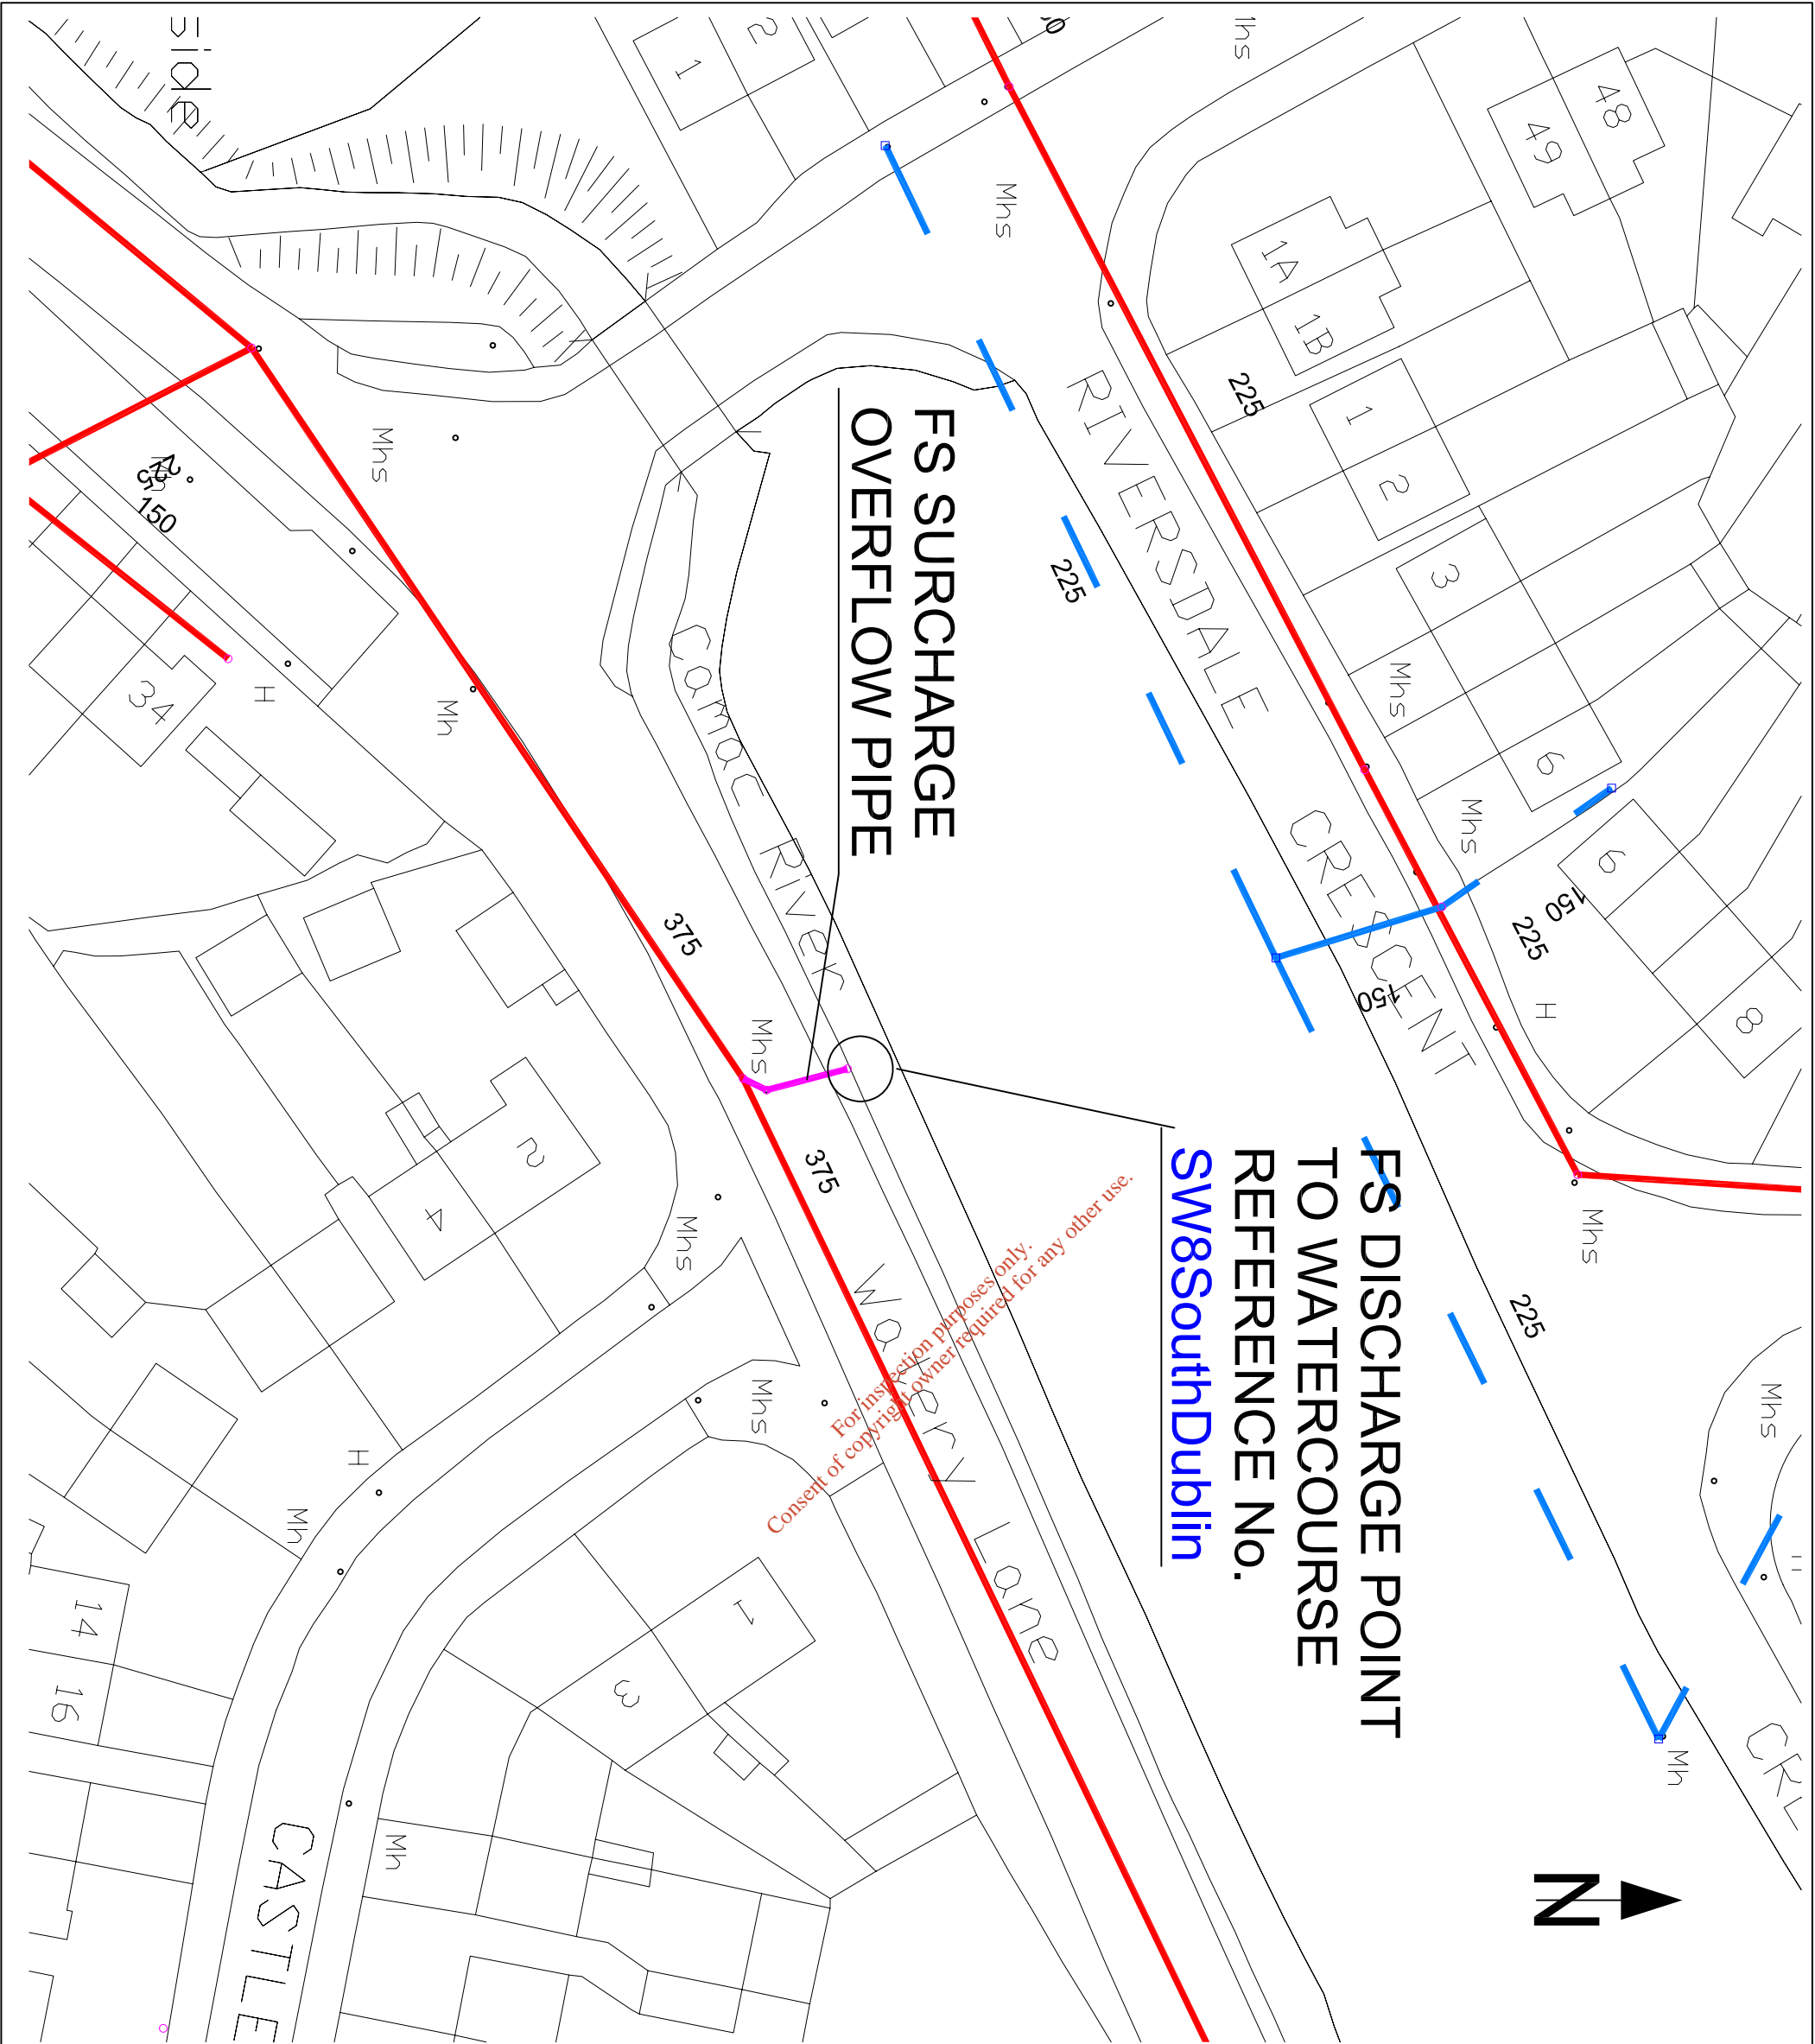 FS SURCHARGE
OVERFLOW PIPE
FS DISCHARGE POINT
TO WATERCOURSE
REFERENCE No.
SW8SouthDublin
N
RIVERSDALE CRESCENT
Camac River
Watery Lane
CASTLE
For inspection purposes only.
Consent of copyright owner required for any other use.
Mhs
48
49
1A
1B
1
2
3
6
6
8
225
225
225
225
150
150
H
Mhs
Mhs
Mhs
Mhs
Mhs
Mh
1
2
Mhs
Mh
150
34
H
375
375
Mhs
Mhs
Mhs
2
4
H
Mh
14
16
1
3
Mh